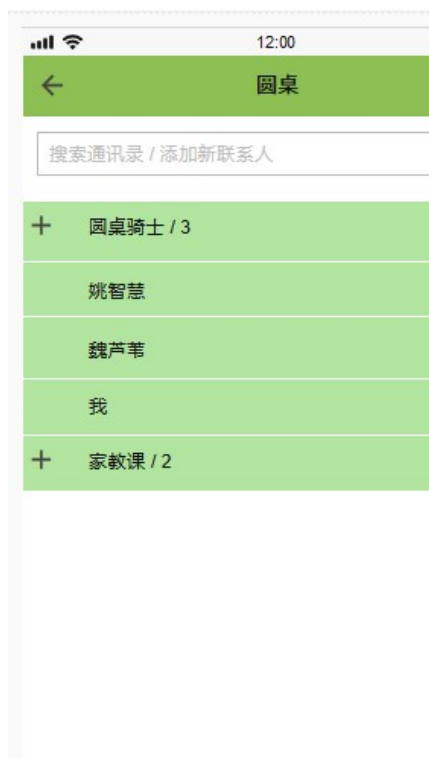 12:00
圆桌
搜索通讯录 / 添加新联系人
圆桌骑士 / 3
姚智慧
魏芦苇
我
家教课 / 2